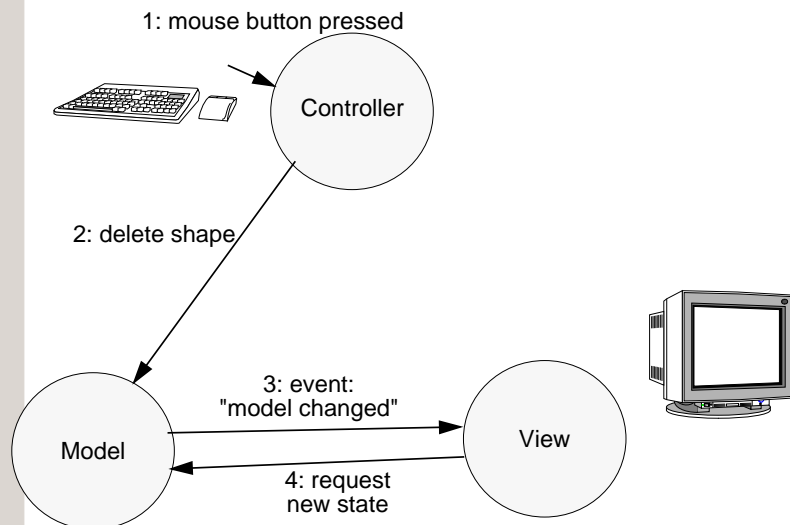 1: mouse button pressed
Controller
2: delete shape
3: event:
"model changed"
Model
View
4: request
new state